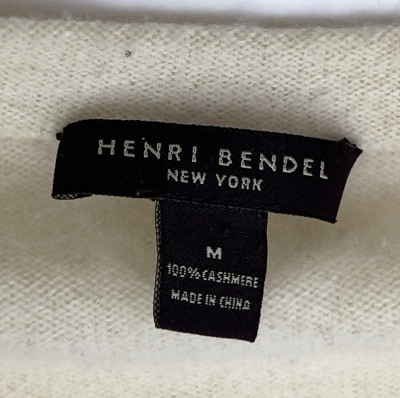 HENRI BENDEL
NEW YORK
M
100% CASHMERE
MADE IN CHINA